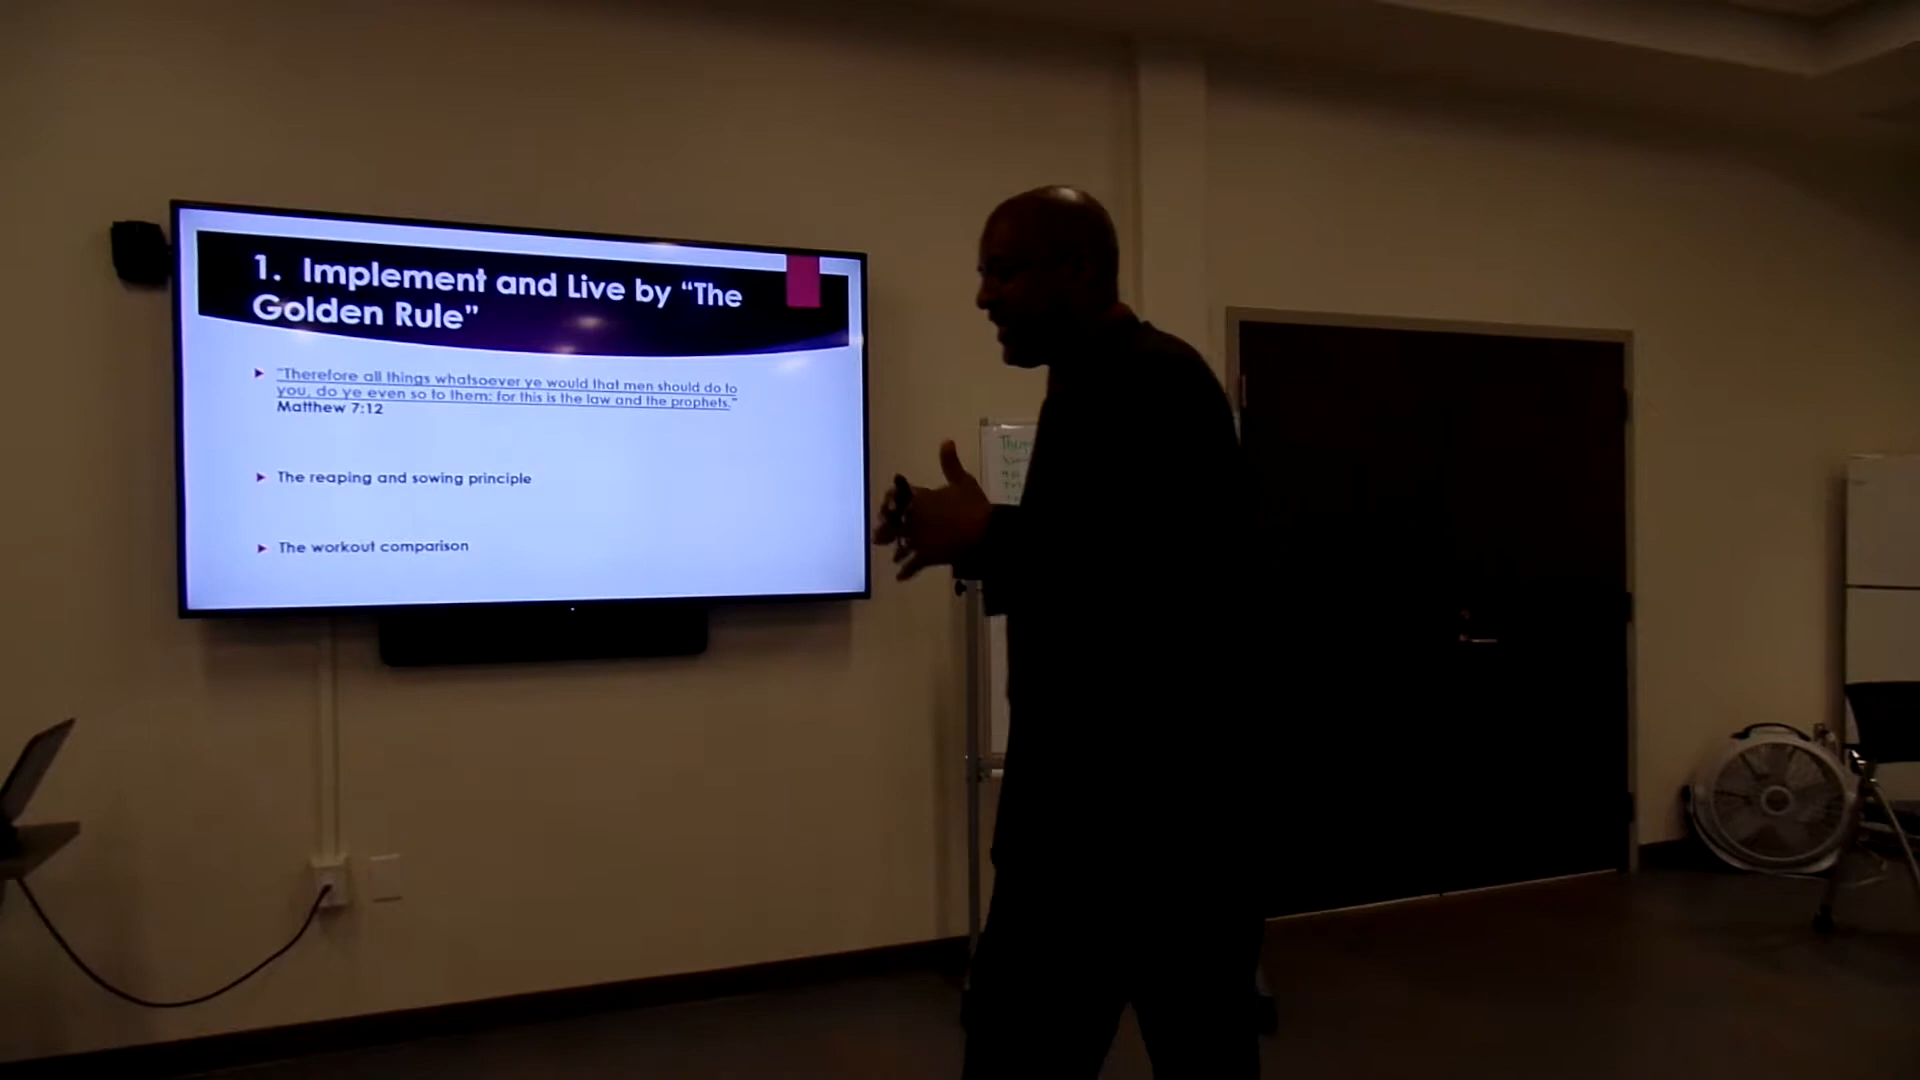 1. Implement and Live by “The
Golden Rule”
“Therefore all things whatsoever ye would that men should do to
you, do ye even so to them: for this is the law and the prophets.”
Matthew 7:12
The reaping and sowing principle
The workout comparison